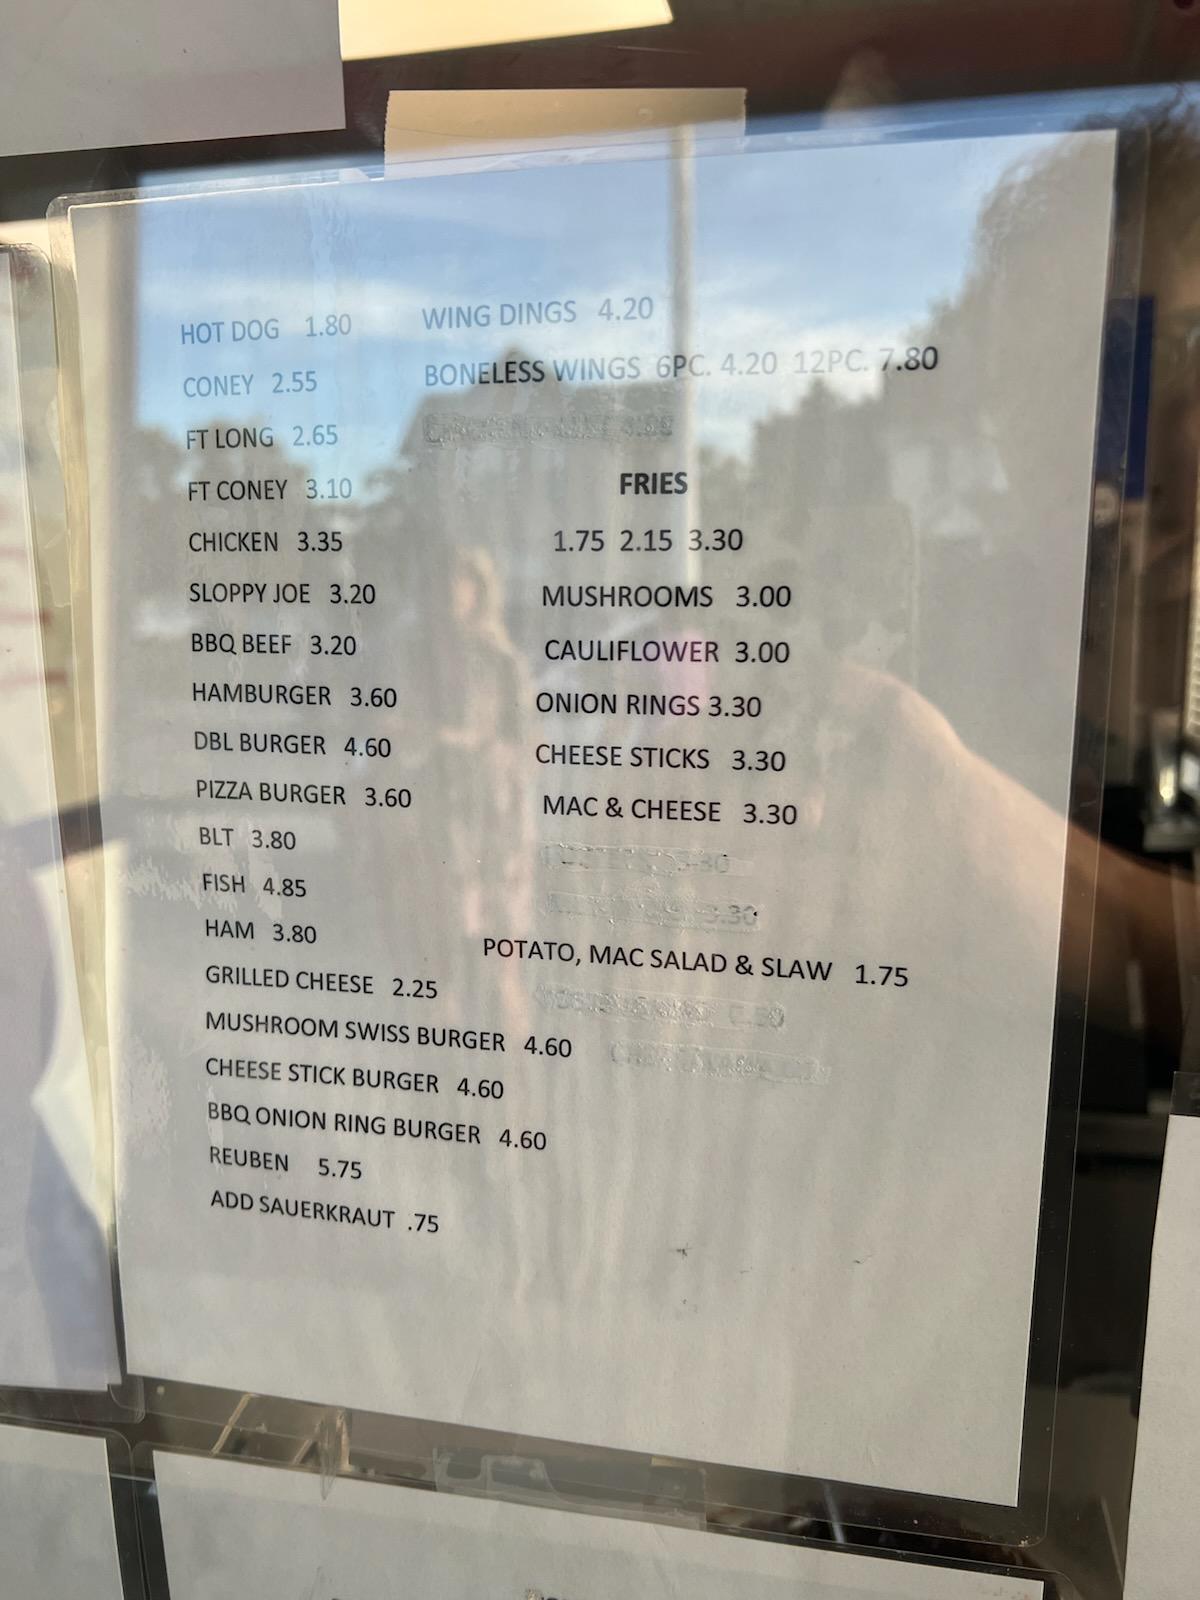 HOT DOG 1.80
CONEY 2.55
FT LONG 2.65
FT CONEY 3.10
CHICKEN 3.35
SLOPPY JOE 3.20
BBQ BEEF 3.20
HAMBURGER 3.60
DBL BURGER 4.60
PIZZA BURGER 3.60
BLT 3.80
FISH 4.85
HAM 3.80
GRILLED CHEESE 2.25
MUSHROOM SWISS BURGER 4.60
CHEESE STICK BURGER 4.60
BBQ ONION RING BURGER 4.60
REUBEN 5.75
ADD SAUERKRAUT .75
WING DINGS 4.20
BONELESS WINGS 6PC. 4.20 12PC. 7.80
FRIES
1.75 2.15 3.30
MUSHROOMS 3.00
CAULIFLOWER 3.00
ONION RINGS 3.30
CHEESE STICKS 3.30
MAC & CHEESE 3.30
3.30
3.30
POTATO, MAC SALAD & SLAW 1.75